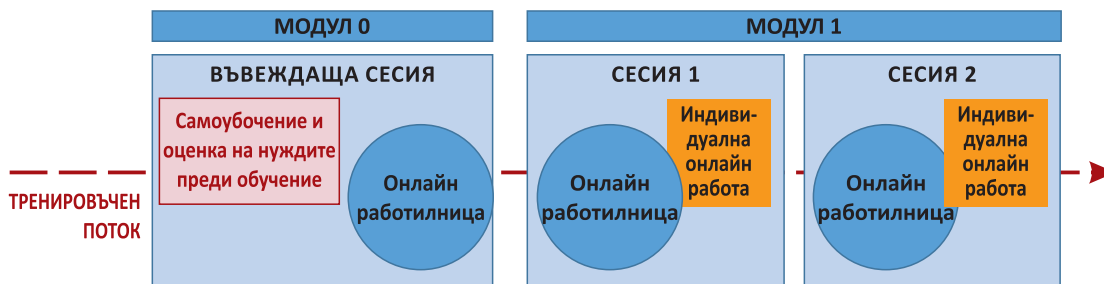 МОДУЛ 0
МОДУЛ 1
ВЪВЕЖДАЩА СЕСИЯ
СЕСИЯ 1
СЕСИЯ 2
Самоубочение и
оценка на нуждите
преди обучение
Онлайн
работилница
Онлайн
работилница
Индиви-
дуална
онлайн
работа
Онлайн
работилница
Индиви-
дуална
онлайн
работа
ТРЕНИРОВЪЧЕН
ПОТОК